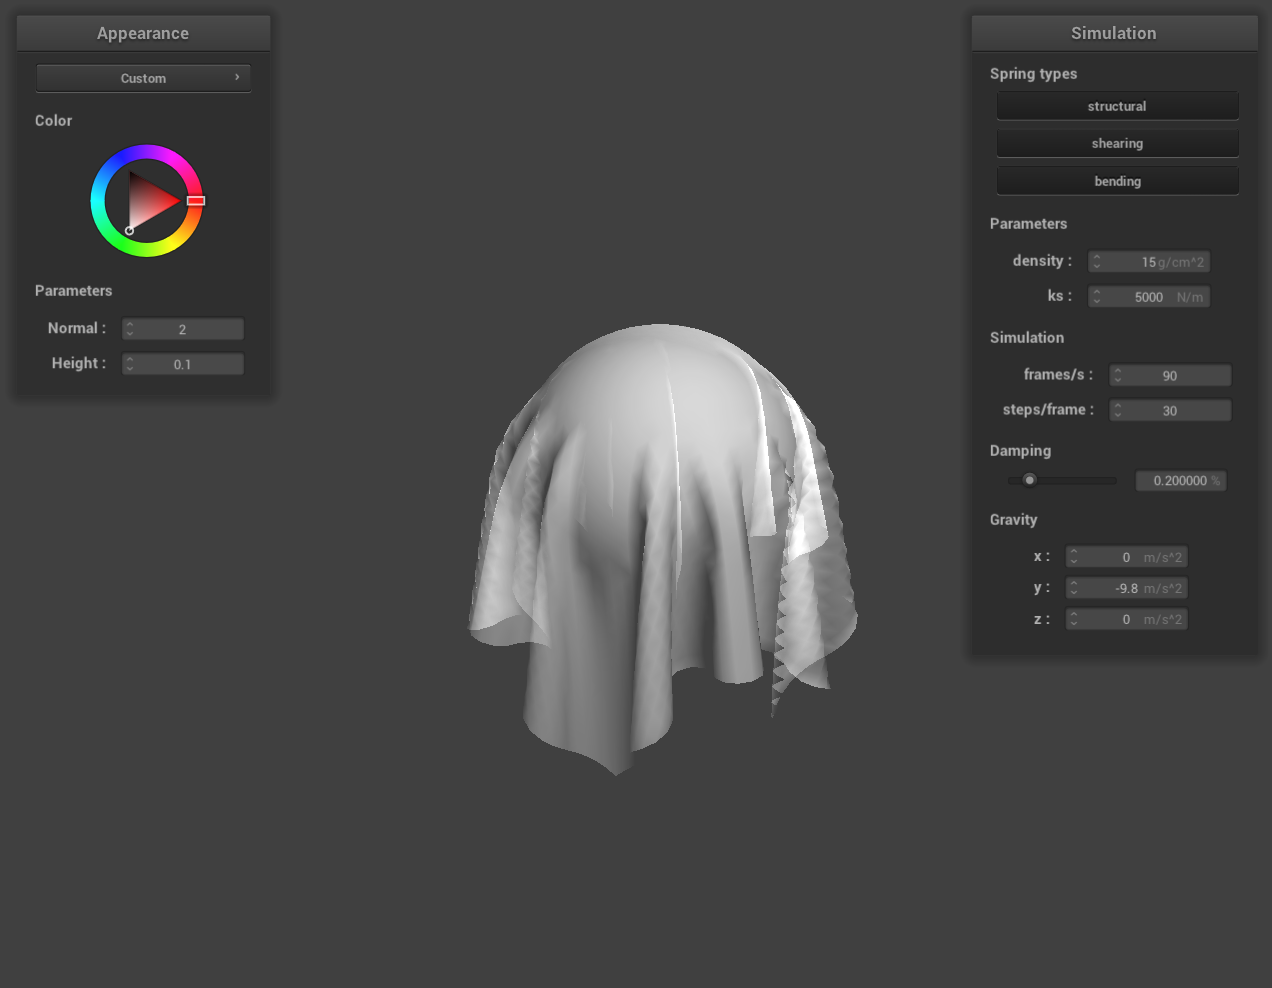 Appearance
Custom ›
Color
Parameters
Normal : 2
Height : 0.1
Simulation
Spring types
structural
shearing
bending
Parameters
density : 15 g/cm^2
ks : 5000 N/m
Simulation
frames/s : 90
steps/frame : 30
Damping
0.200000 %
Gravity
x : 0 m/s^2
y : -9.8 m/s^2
z : 0 m/s^2